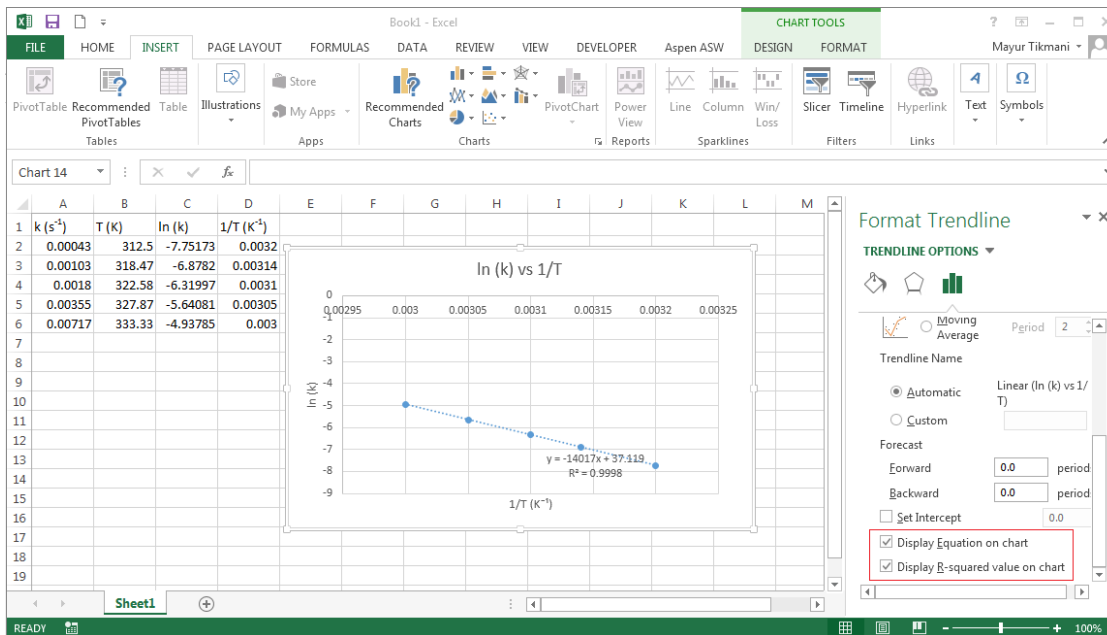 Book1 - Excel
CHART TOOLS
?
FILE HOME INSERT PAGE LAYOUT FORMULAS DATA REVIEW VIEW DEVELOPER Aspen ASW DESIGN FORMAT Mayur Tikmani
PivotTable Recommended PivotTables Table
Illustrations
Store
My Apps
Recommended Charts
PivotChart
Power View
Line Column Win/Loss
Slicer Timeline
Hyperlink
Text
Symbols
Tables Apps Charts Reports Sparklines Filters Links
Chart 14 fx
A B C D E F G H I J K L M
1 k (s⁻¹) T (K) ln (k) 1/T (K⁻¹)
2 0.00043 312.5 -7.75173 0.0032
3 0.00103 318.47 -6.8782 0.00314
4 0.0018 322.58 -6.31997 0.0031
5 0.00355 327.87 -5.64081 0.00305
6 0.00717 333.33 -4.93785 0.003
7
8
9
10
11
12
13
14
15
16
17
18
19
ln (k) vs 1/T
0
0.00295 0.003 0.00305 0.0031 0.00315 0.0032 0.00325
-1
-2
-3
-4
-5
-6
-7
-8
-9
ln (k)
y = -14017x + 37.119
R² = 0.9998
1/T (K⁻¹)
Format Trendline
TRENDLINE OPTIONS
Moving Average Period 2
Trendline Name
Automatic Linear (ln (k) vs 1/T)
Custom
Forecast
Forward 0.0 period
Backward 0.0 period
Set Intercept 0.0
Display Equation on chart
Display R-squared value on chart
Sheet1
READY
100%